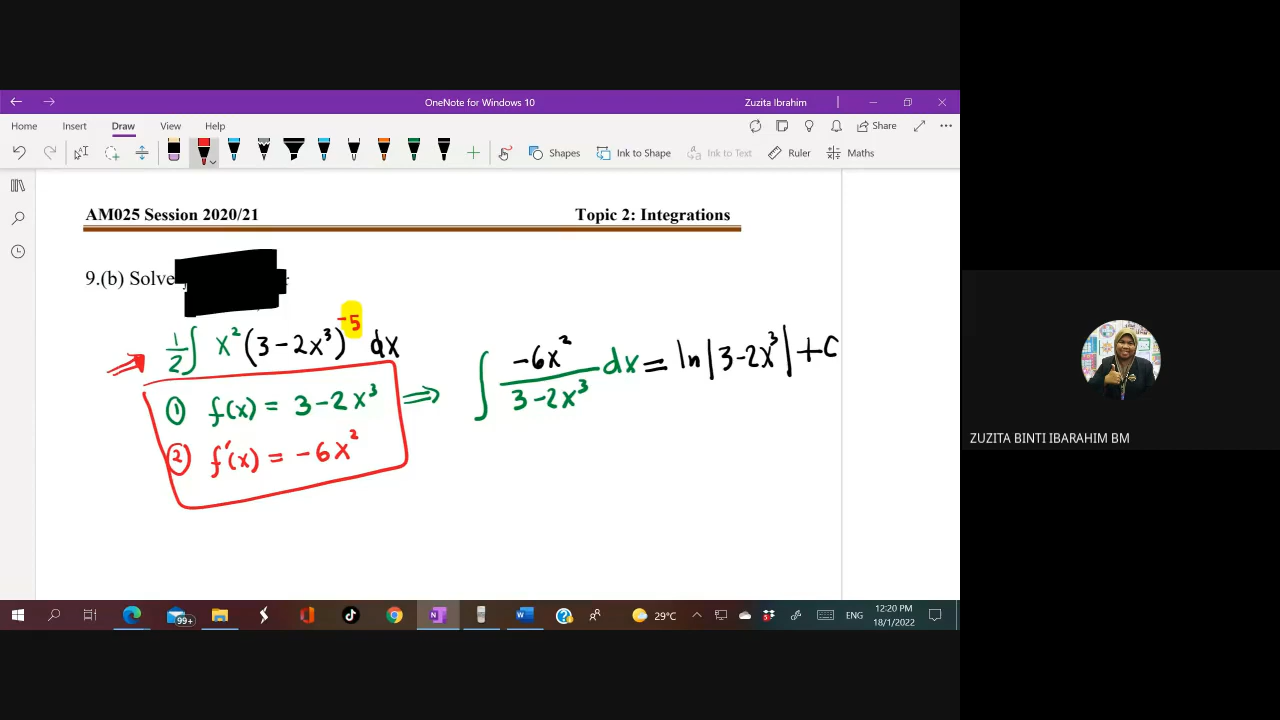 OneNote for Windows 10
Zuzita Ibrahim
Home Insert Draw View Help
Share
Shapes Ink to Shape Ink to Text Ruler Maths
AM025 Session 2020/21 Topic 2: Integrations
9.(b) Solve
1/2 ∫ x² (3 - 2x³)⁻⁵ dx
① f(x) = 3 - 2x³ ⇒ ∫ -6x² / 3 - 2x³ dx = ln |3 - 2x³| + c
② f'(x) = -6x²
ZUZITA BINTI IBARAHIM BM
99+
29°C
ENG
12:20 PM
18/1/2022